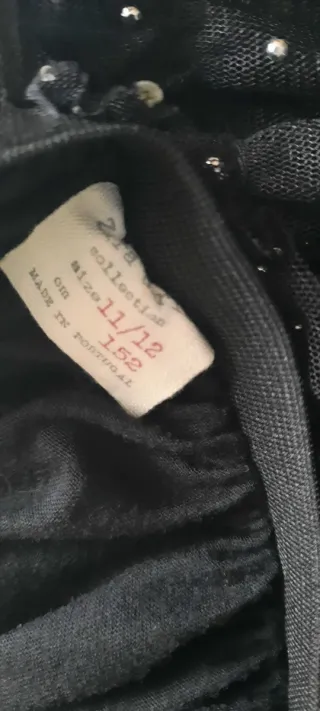 collection
size 11/12
cm 152
MADE IN PORTUGAL